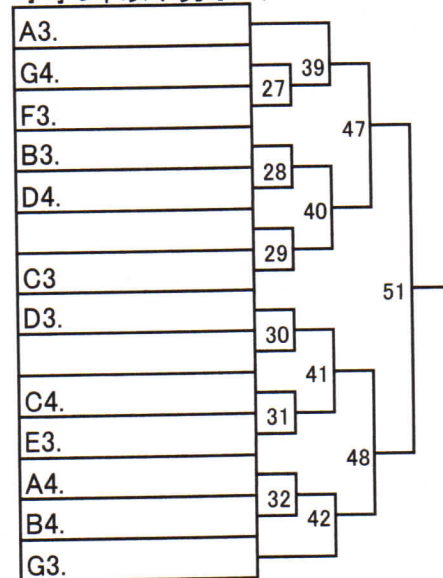 A3.
G4.
F3.
B3.
D4.
C3
D3.
C4.
E3.
A4.
B4.
G3.
27
28
29
30
31
32
39
40
41
42
47
48
51